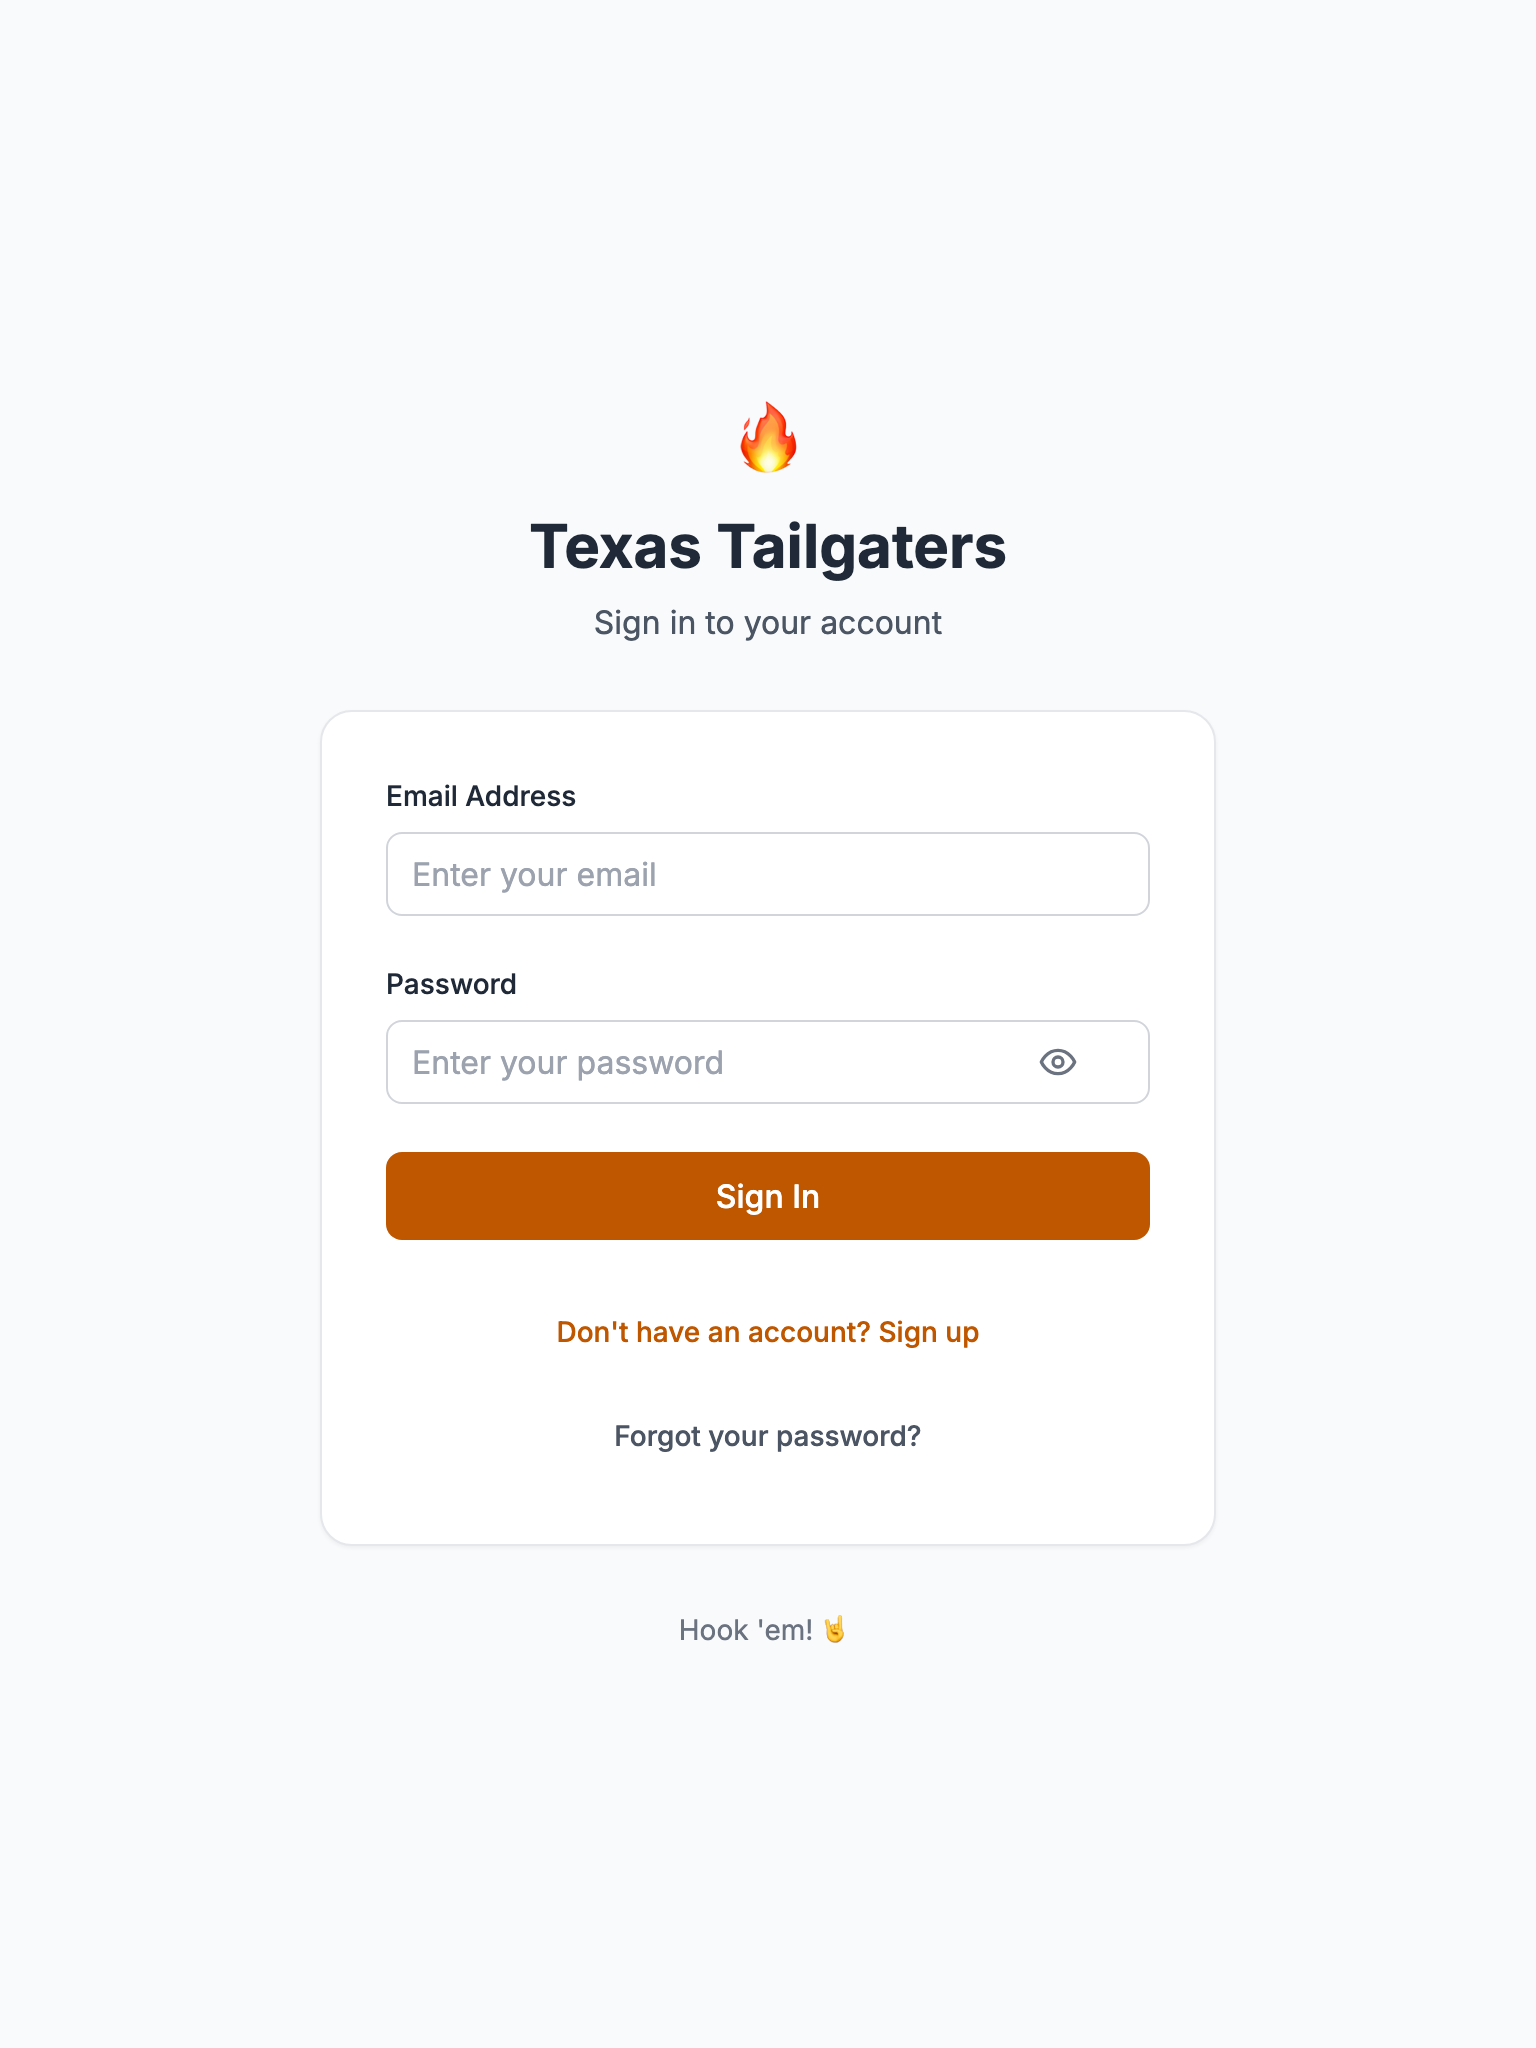 Texas Tailgaters
Sign in to your account
Email Address
Enter your email
Password
Enter your password
Sign In
Don't have an account? Sign up
Forgot your password?
Hook 'em! 🤘